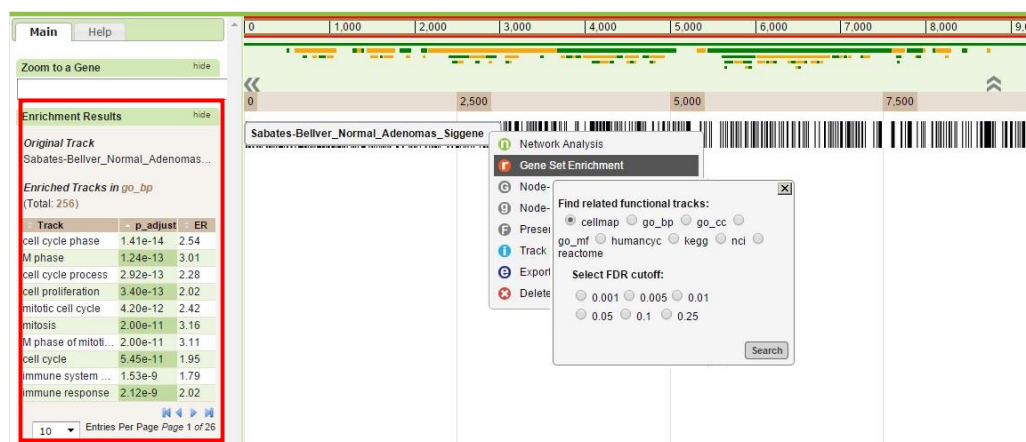 Main Help
Zoom to a Gene hide
Enrichment Results hide
Original Track
Sabates-Bellver_Normal_Adenomas...
Enriched Tracks in go_bp
(Total: 256)
Track p_adjust ER
cell cycle phase 1.41e-14 2.54
M phase 1.24e-13 3.01
cell cycle process 2.92e-13 2.28
cell proliferation 3.40e-13 2.02
mitotic cell cycle 4.20e-12 2.42
mitosis 2.00e-11 3.16
M phase of mitoti... 2.00e-11 3.11
cell cycle 5.45e-11 1.95
immune system ... 1.53e-9 1.79
immune response 2.12e-9 2.02
10 Entries Per Page Page 1 of 26
0 1,000 2,000 3,000 4,000 5,000 6,000 7,000 8,000 9,0
0 2,500 5,000 7,500
Sabates-Bellver_Normal_Adenomas_Siggene
n Network Analysis
r Gene Set Enrichment
G Node-
g Node-
P Presen
i Track
e Export
Delete
Find related functional tracks:
cellmap go_bp go_cc
go_mf humancyc kegg nci
reactome
Select FDR cutoff:
0.001 0.005 0.01
0.05 0.1 0.25
Search